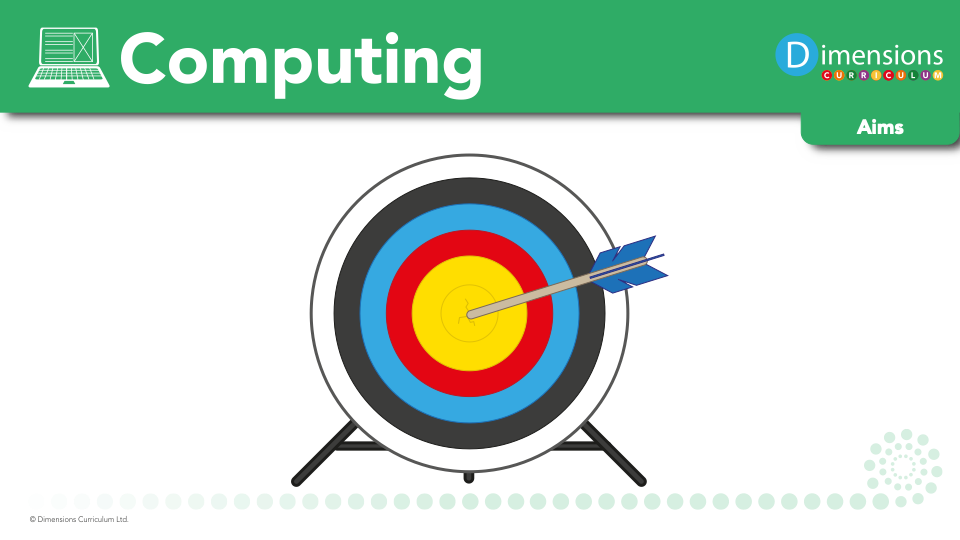 Computing
Dimensions
CURRICULUM
Aims
© Dimensions Curriculum Ltd.